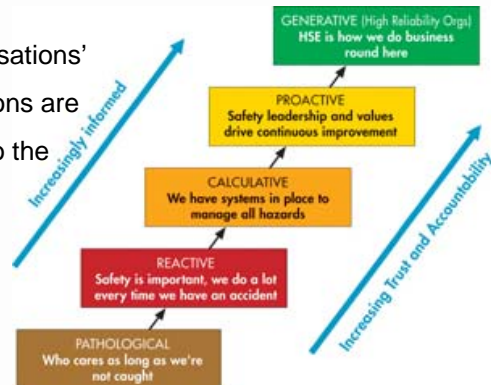 sations'
ons are
o the
GENERATIVE (High Reliability Orgs)
HSE is how we do business
round here
PROACTIVE
Safety leadership and values
drive continuous improvement
CALCULATIVE
We have systems in place to
manage all hazards
REACTIVE
Safety is important, we do a lot
every time we have an accident
PATHOLOGICAL
Who cares as long as we're
not caught
Increasingly informed
Increasing Trust and Accountability